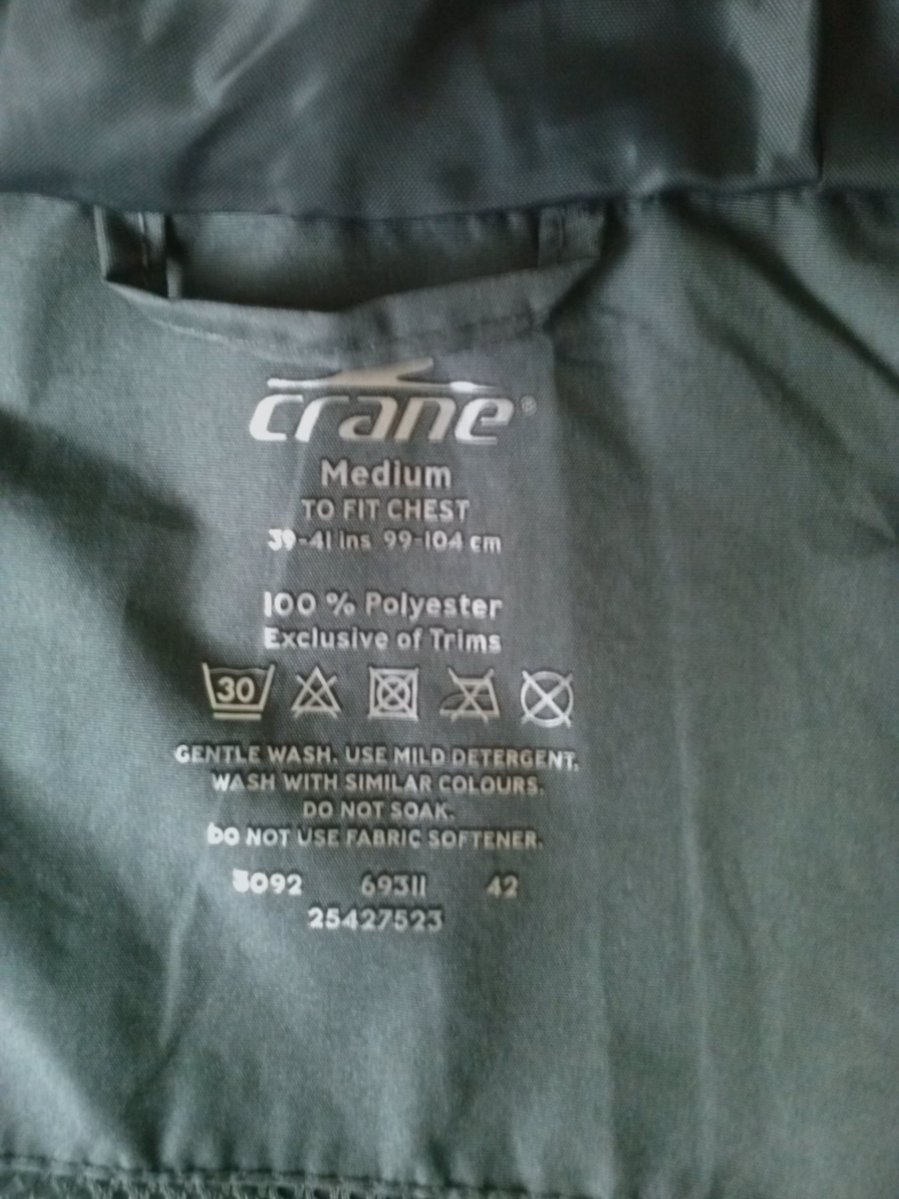 crane®
Medium
TO FIT CHEST
39-41 ins 99-104 cm
100 % Polyester
Exclusive of Trims
30
GENTLE WASH. USE MILD DETERGENT.
WASH WITH SIMILAR COLOURS.
DO NOT SOAK.
DO NOT USE FABRIC SOFTENER.
5092 69311 42
25427523